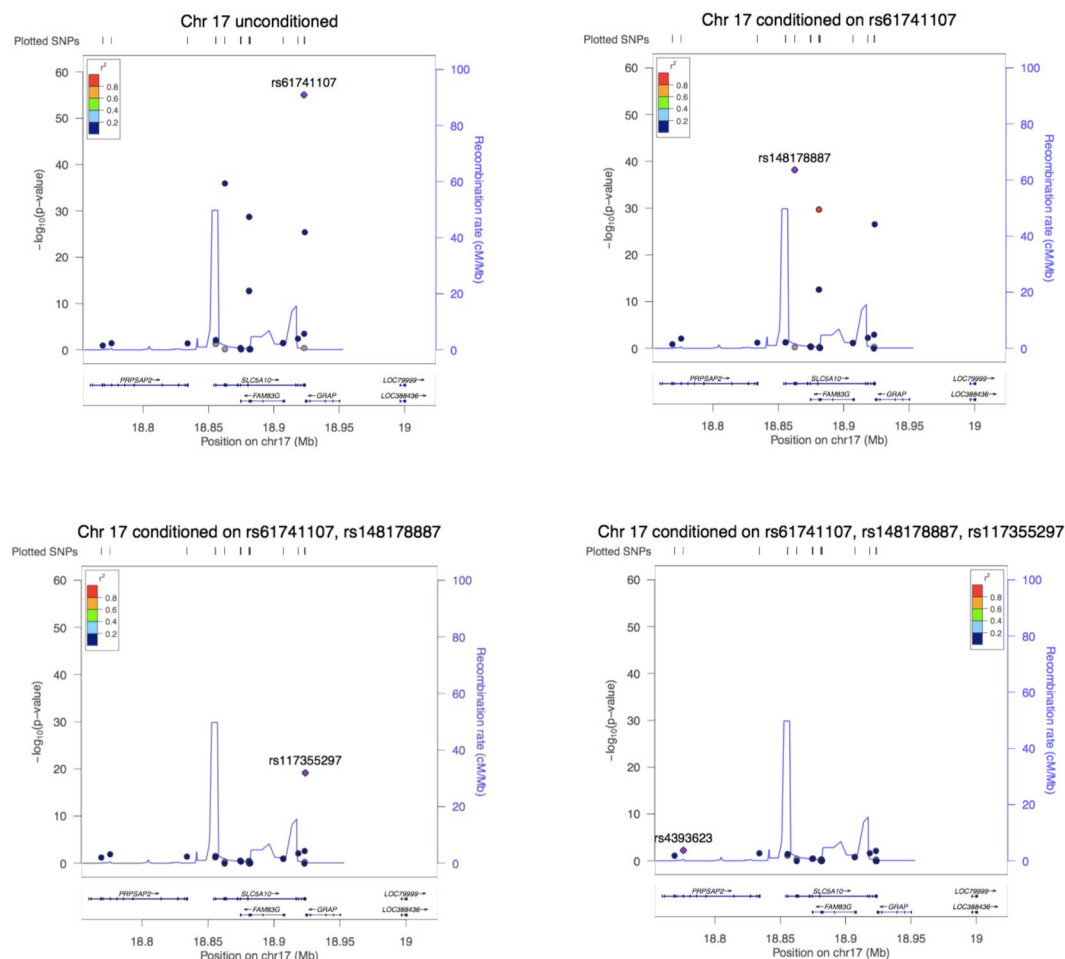 Chr 17 unconditioned
Plotted SNPs
r²
0.8
0.6
0.4
0.2
rs61741107
60
50
40
30
20
10
0
−log10(p−value)
100
80
60
40
20
0
Recombination rate (cM/Mb)
PRPSAP2→
SLC5A10→
LOC79999→
←FAM83G
←GRAP
LOC388436→
18.8 18.85 18.9 18.95 19
Position on chr17 (Mb)
Chr 17 conditioned on rs61741107
Plotted SNPs
r²
0.8
0.6
0.4
0.2
rs148178887
60
50
40
30
20
10
0
−log10(p−value)
100
80
60
40
20
0
Recombination rate (cM/Mb)
PRPSAP2→
SLC5A10→
LOC79999→
←FAM83G
←GRAP
LOC388436→
18.8 18.85 18.9 18.95 19
Position on chr17 (Mb)
Chr 17 conditioned on rs61741107, rs148178887
Plotted SNPs
r²
0.8
0.6
0.4
0.2
rs117355297
60
50
40
30
20
10
0
−log10(p−value)
100
80
60
40
20
0
Recombination rate (cM/Mb)
PRPSAP2→
SLC5A10→
LOC79999→
←FAM83G
←GRAP
LOC388436→
18.8 18.85 18.9 18.95 19
Position on chr17 (Mb)
Chr 17 conditioned on rs61741107, rs148178887, rs117355297
Plotted SNPs
r²
0.8
0.6
0.4
0.2
rs4393623
60
50
40
30
20
10
0
−log10(p−value)
100
80
60
40
20
0
Recombination rate (cM/Mb)
PRPSAP2→
SLC5A10→
LOC79999→
←FAM83G
←GRAP
LOC388436→
18.8 18.85 18.9 18.95 19
Position on chr17 (Mb)